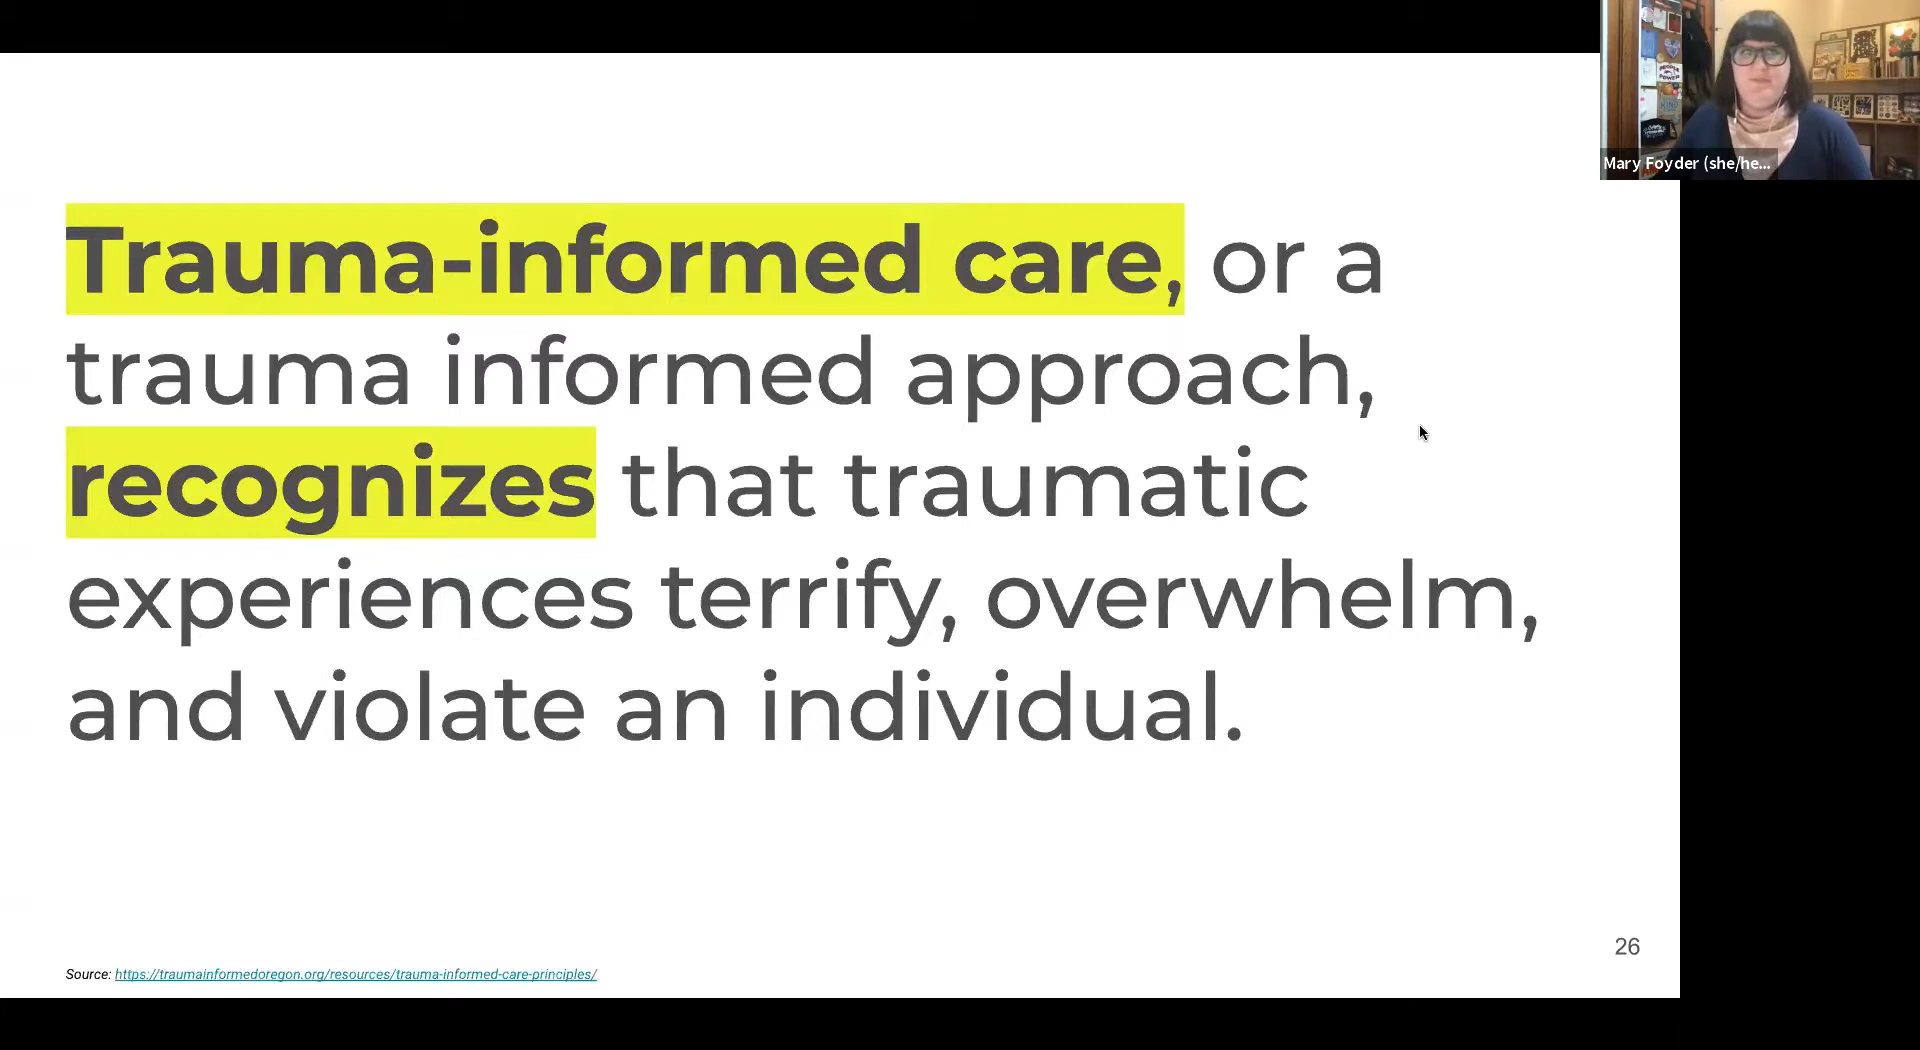 Mary Foyder (she/he...
Trauma-informed care, or a
trauma informed approach,
recognizes that traumatic
experiences terrify, overwhelm,
and violate an individual.
26
Source: https://traumainformedoregon.org/resources/trauma-informed-care-principles/